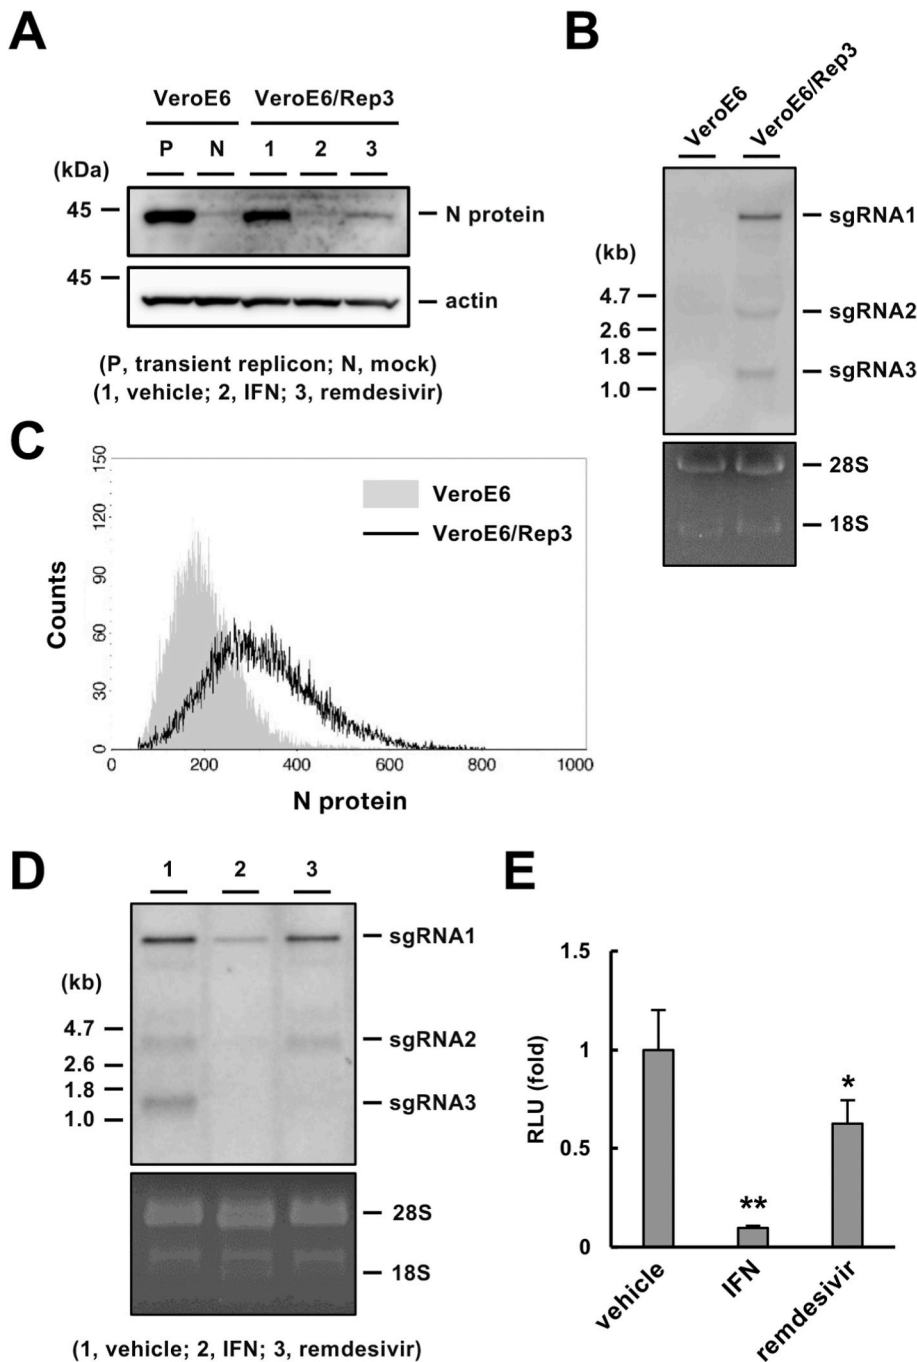 A
VeroE6 VeroE6/Rep3
P N 1 2 3
(kDa)
45 N protein
45
actin
(P, transient replicon; N, mock)
(1, vehicle; 2, IFN; 3, remdesivir)
B
VeroE6 VeroE6/Rep3
sgRNA1
(kb)
4.7 sgRNA2
2.6
1.8 sgRNA3
1.0
28S
18S
C
150
120
90
60
30
0
Counts
VeroE6
VeroE6/Rep3
0 200 400 600 800 1000
N protein
D
1 2 3
sgRNA1
(kb)
4.7 sgRNA2
2.6
1.8 sgRNA3
1.0
28S
18S
(1, vehicle; 2, IFN; 3, remdesivir)
E
1.5
1
0.5
0
RLU (fold)
** *
vehicle IFN remdesivir